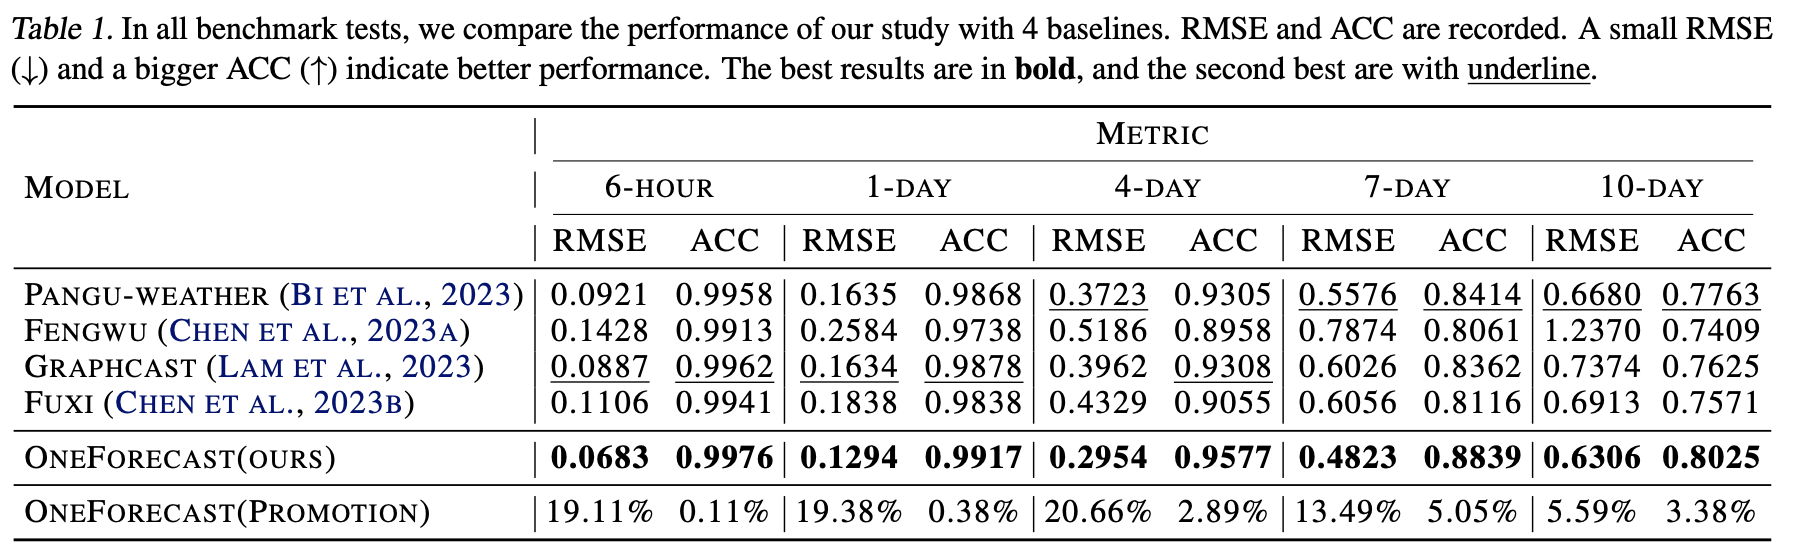 Table 1. In all benchmark tests, we compare the performance of our study with 4 baselines. RMSE and ACC are recorded. A small RMSE
(↓) and a bigger ACC (↑) indicate better performance. The best results are in bold, and the second best are with underline.
METRIC
MODEL 6-HOUR 1-DAY 4-DAY 7-DAY 10-DAY
RMSE ACC RMSE ACC RMSE ACC RMSE ACC RMSE ACC
PANGU-WEATHER (BI ET AL., 2023) 0.0921 0.9958 0.1635 0.9868 0.3723 0.9305 0.5576 0.8414 0.6680 0.7763
FENGWU (CHEN ET AL., 2023A) 0.1428 0.9913 0.2584 0.9738 0.5186 0.8958 0.7874 0.8061 1.2370 0.7409
GRAPHCAST (LAM ET AL., 2023) 0.0887 0.9962 0.1634 0.9878 0.3962 0.9308 0.6026 0.8362 0.7374 0.7625
FUXI (CHEN ET AL., 2023B) 0.1106 0.9941 0.1838 0.9838 0.4329 0.9055 0.6056 0.8116 0.6913 0.7571
ONEFORECAST(OURS) 0.0683 0.9976 0.1294 0.9917 0.2954 0.9577 0.4823 0.8839 0.6306 0.8025
ONEFORECAST(PROMOTION) 19.11% 0.11% 19.38% 0.38% 20.66% 2.89% 13.49% 5.05% 5.59% 3.38%